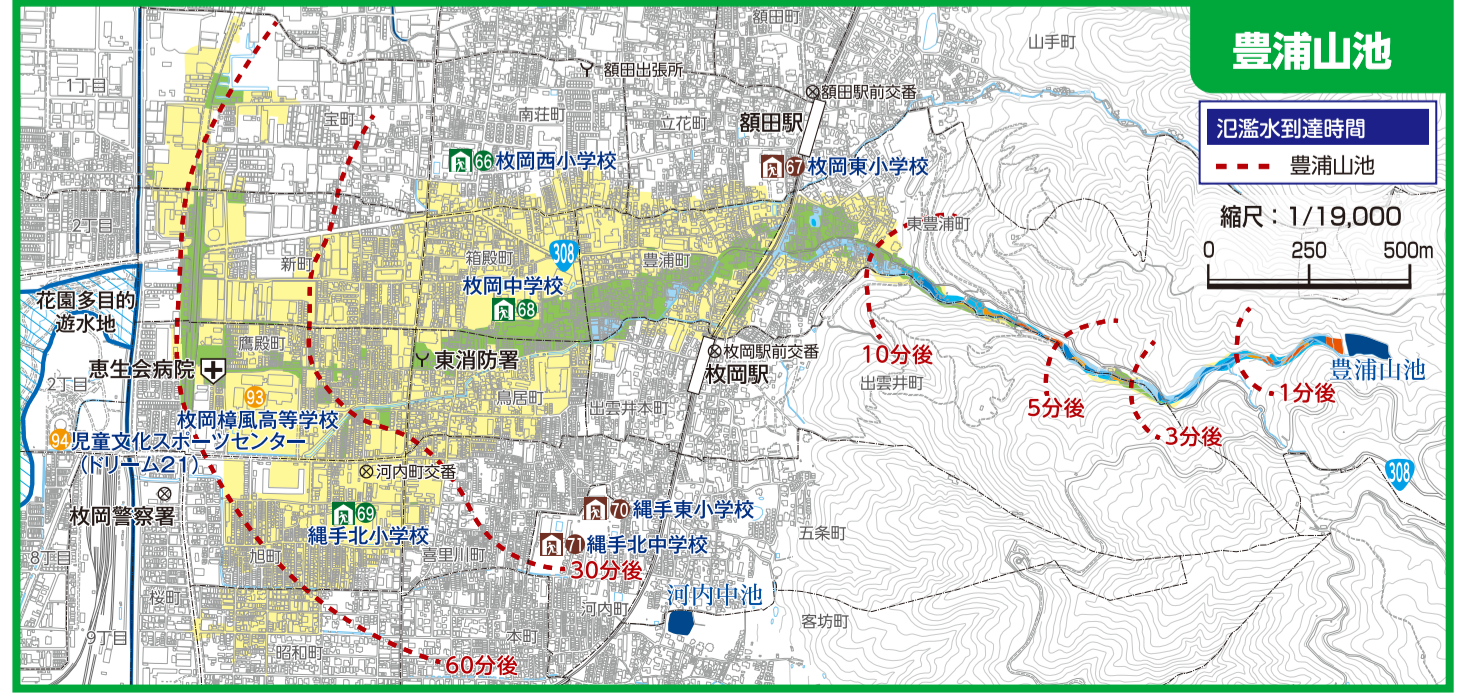 豊浦山池
氾濫水到達時間
豊浦山池
縮尺：1/19,000
0 250 500m
額田町
山手町
1丁目
額田出張所
額田駅前交番
宝町
南荘町
立花町
額田駅
66 枚岡西小学校
67 枚岡東小学校
2丁目
東豊浦町
新町
箱殿町
308
豊浦町
枚岡中学校
68
花園多目的
遊水地
鷹殿町
東消防署
枚岡駅前交番
10分後
恵生会病院
枚岡駅
出雲井町
豊浦山池
2丁目
93
鳥居町
出雲井本町
5分後
1分後
枚岡樟風高等学校
3分後
94 児童文化スポーツセンター
（ドリーム21）
河内町交番
308
枚岡警察署
69
縄手北小学校
70 縄手東小学校
五条町
71 縄手北中学校
8丁目
旭町
喜里川町
30分後
桜町
河内町
河内中池
客坊町
9丁目
本町
昭和町
60分後